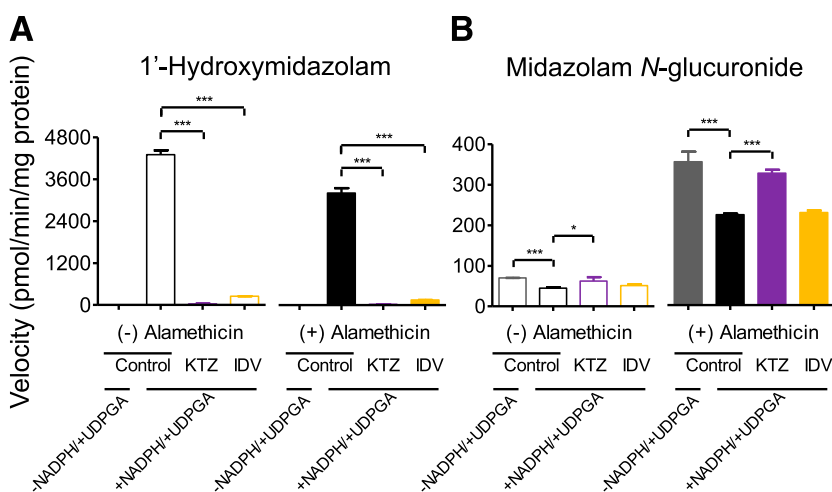 A
B
1’-Hydroxymidazolam
Midazolam N-glucuronide
Velocity (pmol/min/mg protein)
4800
3600
2400
1200
0
***
***
***
***
400
300
200
100
0
***
*
***
***
(-) Alamethicin
(+) Alamethicin
(-) Alamethicin
(+) Alamethicin
Control KTZ IDV
Control KTZ IDV
Control KTZ IDV
Control KTZ IDV
-NADPH/+UDPGA
+NADPH/+UDPGA
-NADPH/+UDPGA
+NADPH/+UDPGA
-NADPH/+UDPGA
+NADPH/+UDPGA
-NADPH/+UDPGA
+NADPH/+UDPGA